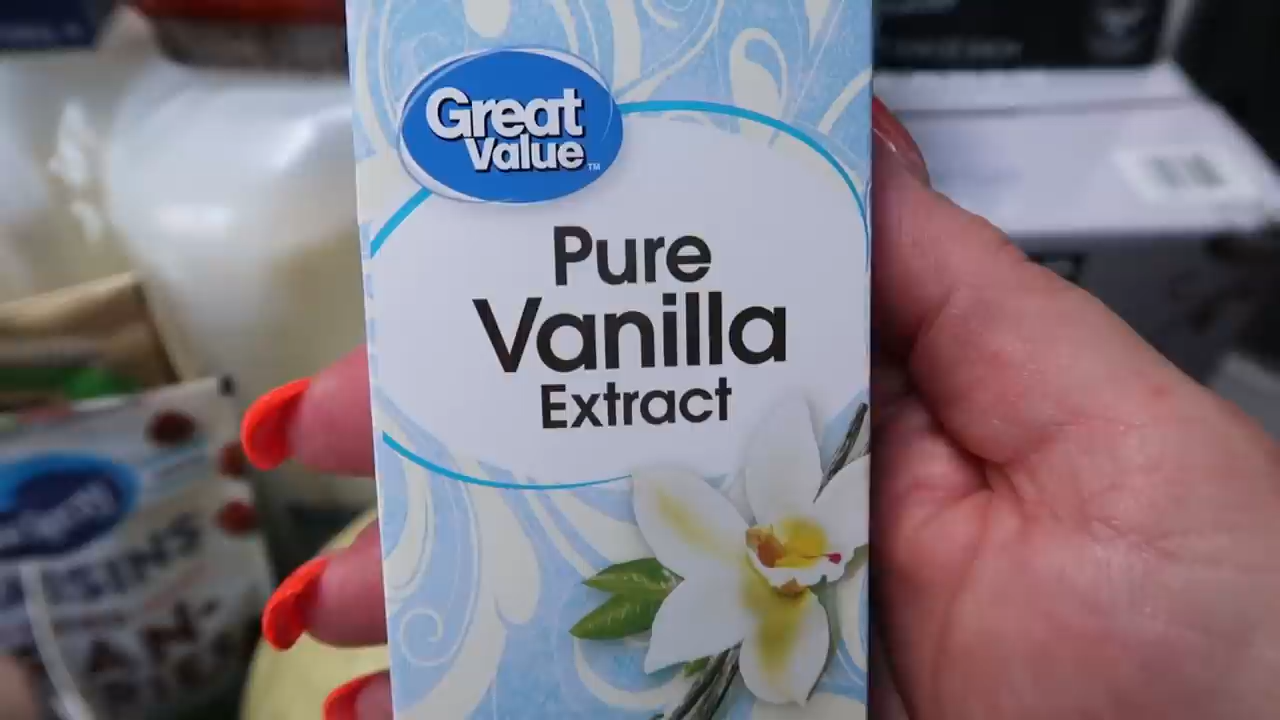 Great
Value™
Pure
Vanilla
Extract